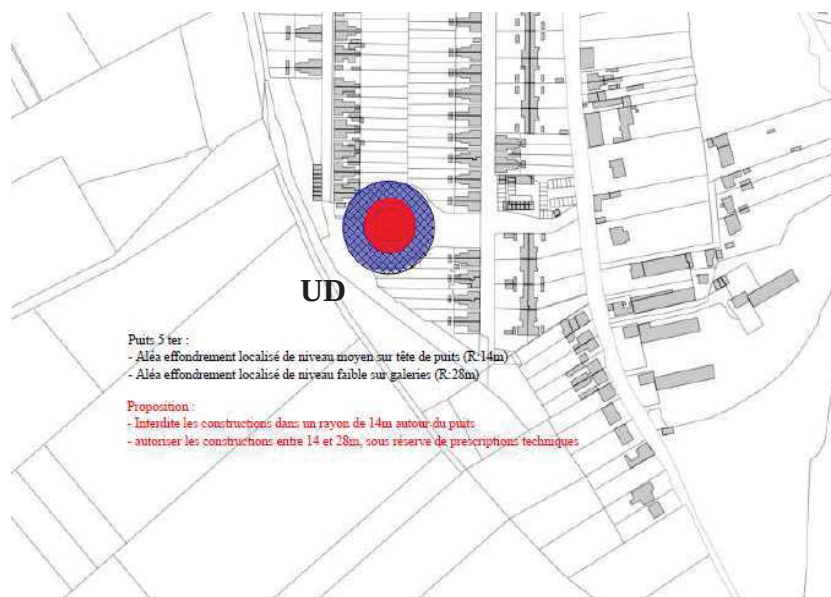 UD
Puits 5 ter :
- Aléa effondrement localisé de niveau moyen sur tête de puits (R:14m)
- Aléa effondrement localisé de niveau faible sur galeries (R:28m)
Proposition :
- Interdite les constructions dans un rayon de 14m autour du puits
- autoriser les constructions entre 14 et 28m, sous réserve de prescriptions techniques